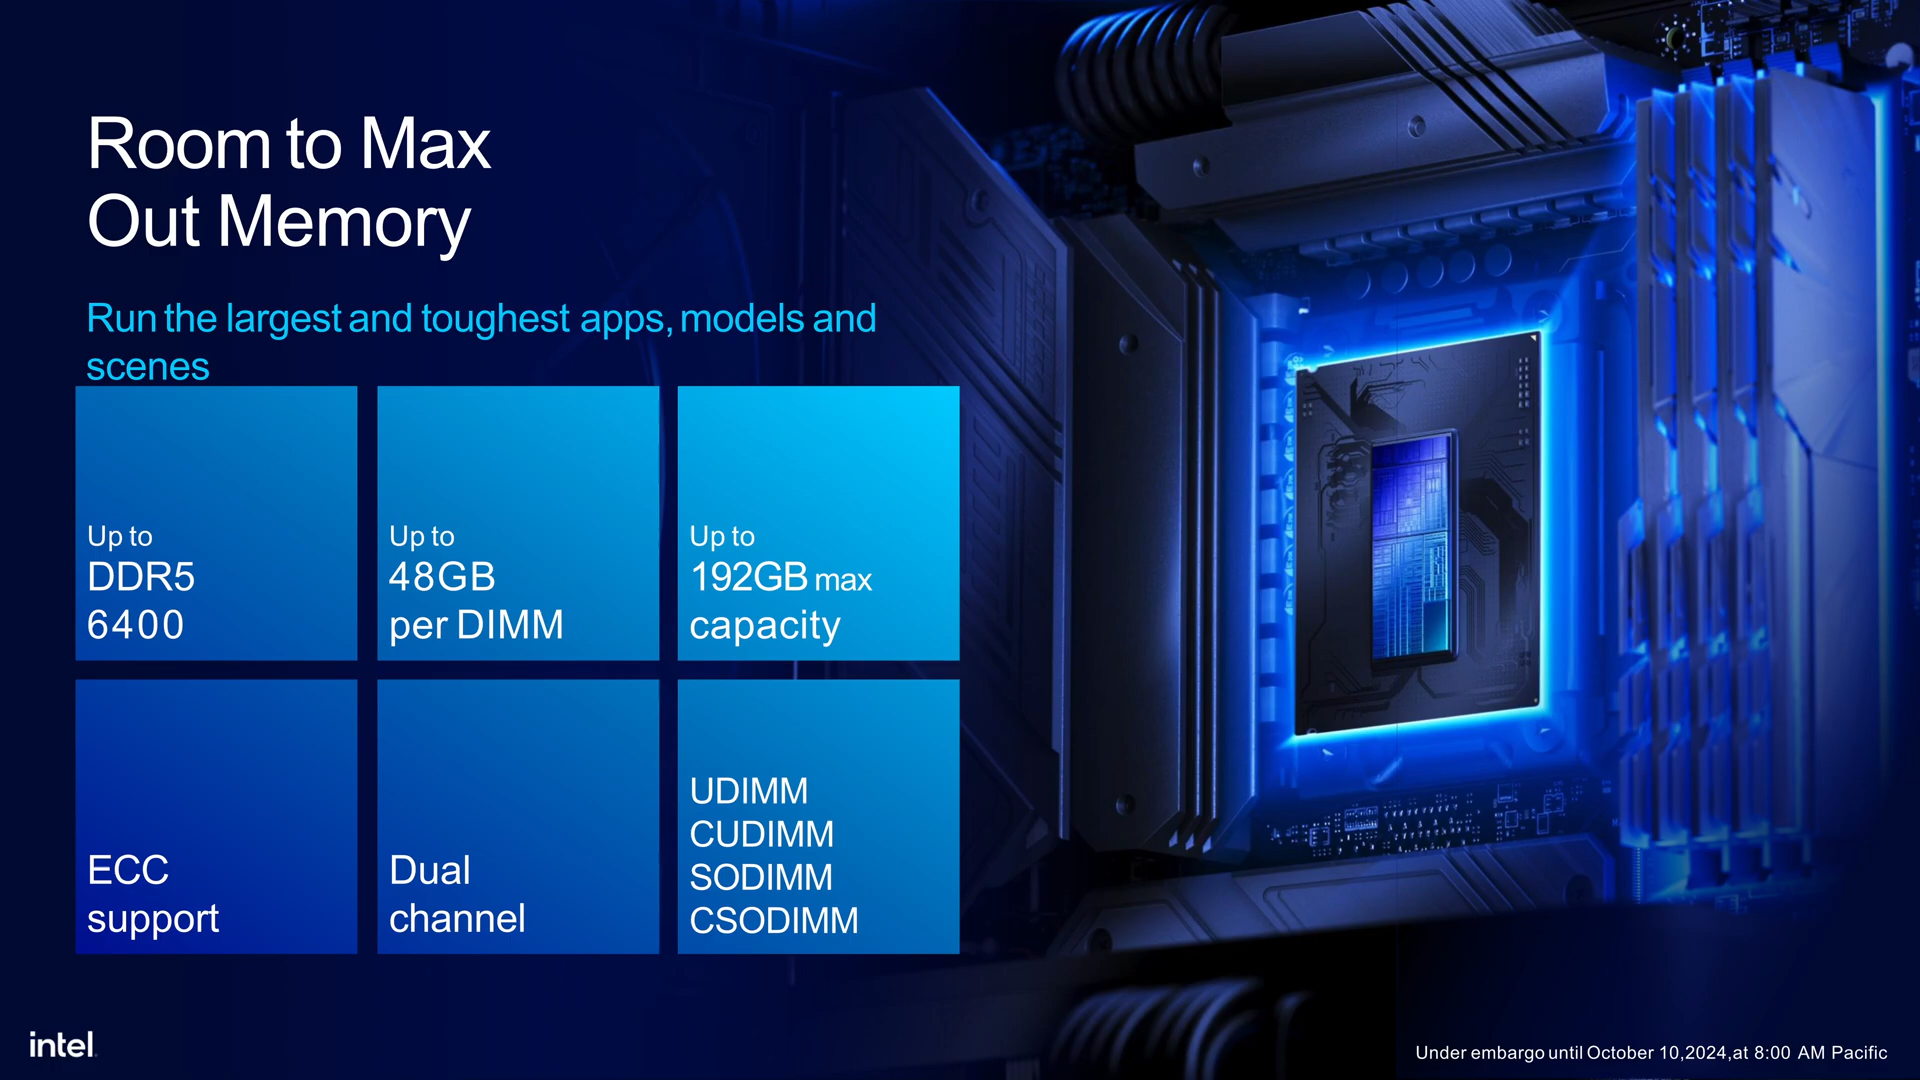 Room to Max
Out Memory
Run the largest and toughest apps, models and
scenes
Up to
DDR5
6400
Up to
48GB
per DIMM
Up to
192GB max
capacity
ECC
support
Dual
channel
UDIMM
CUDIMM
SODIMM
CSODIMM
intel.
Under embargo until October 10,2024,at 8:00 AM Pacific